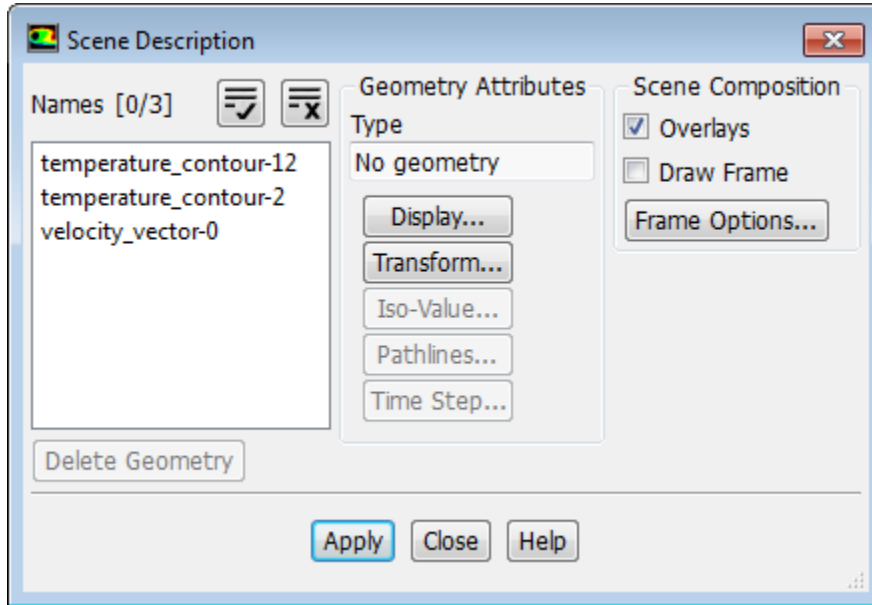 Scene Description
Names [0/3]
temperature_contour-12
temperature_contour-2
velocity_vector-0
Delete Geometry
Geometry Attributes
Type
No geometry
Display...
Transform...
Iso-Value...
Pathlines...
Time Step...
Scene Composition
Overlays
Draw Frame
Frame Options...
Apply Close Help